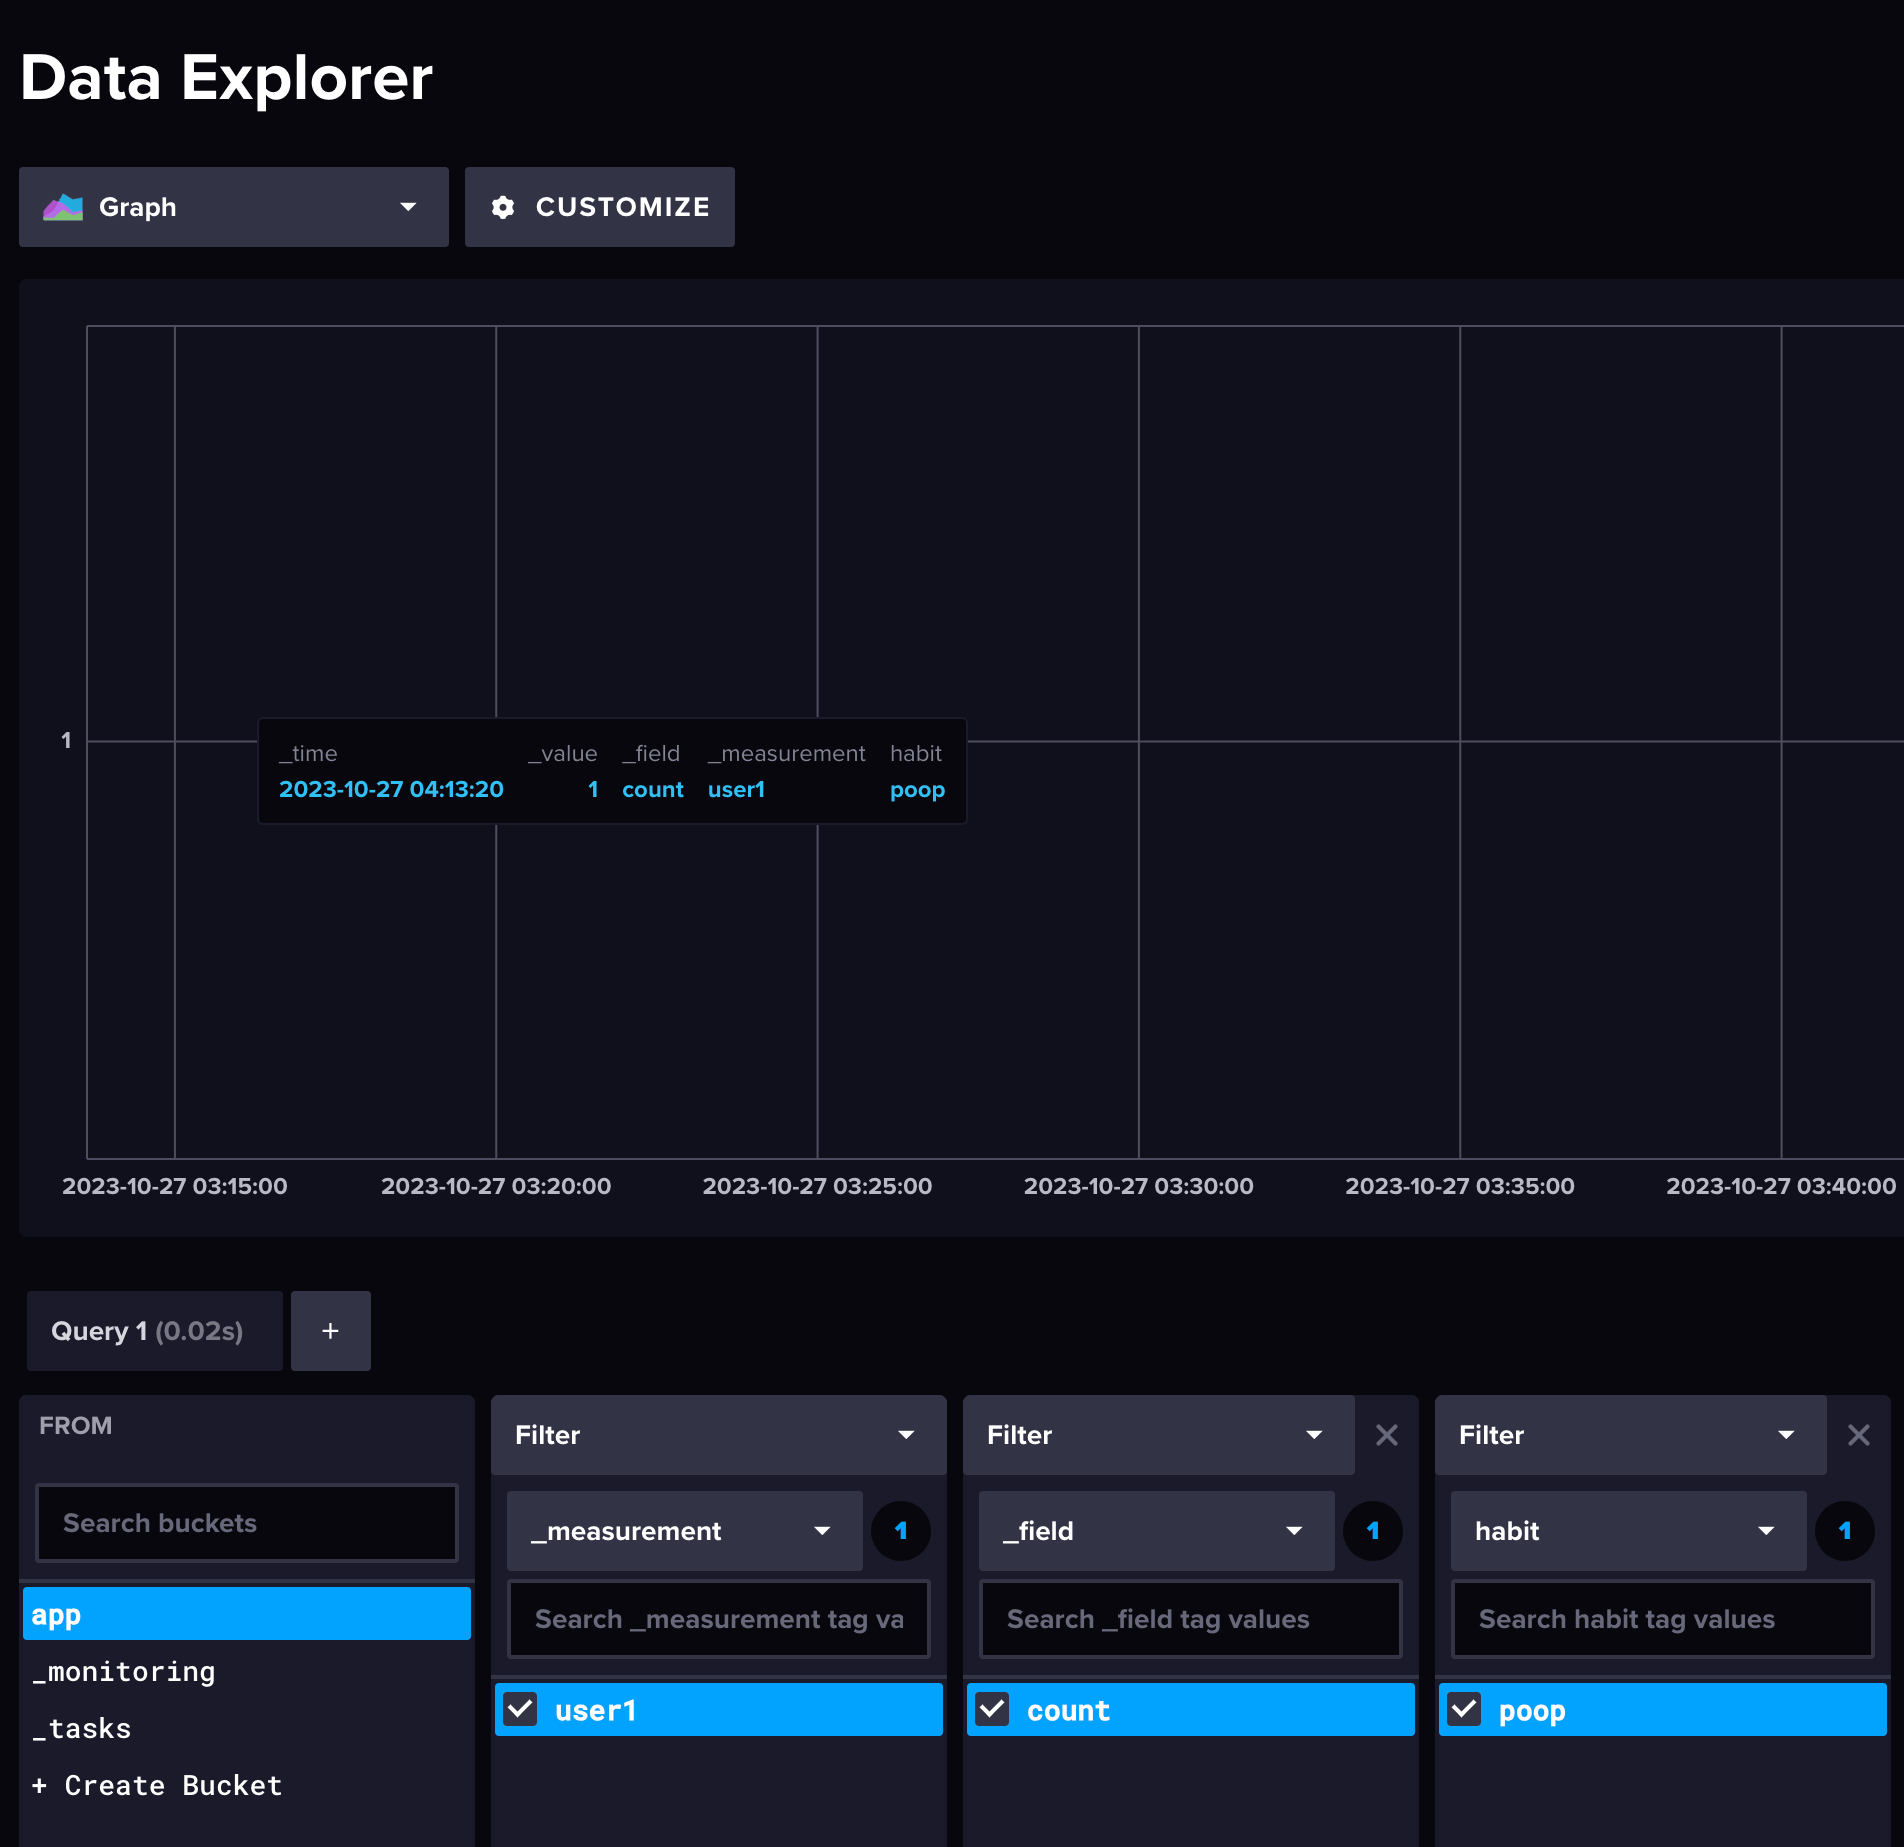 Data Explorer
Graph
CUSTOMIZE
1
_time _value _field _measurement habit
2023-10-27 04:13:20 1 count user1 poop
2023-10-27 03:15:00 2023-10-27 03:20:00 2023-10-27 03:25:00 2023-10-27 03:30:00 2023-10-27 03:35:00 2023-10-27 03:40:00
Query 1 (0.02s)
+
FROM
Search buckets
app
_monitoring
_tasks
+ Create Bucket
Filter
_measurement 1
Search _measurement tag va
user1
Filter
_field 1
Search _field tag values
count
Filter
habit 1
Search habit tag values
poop